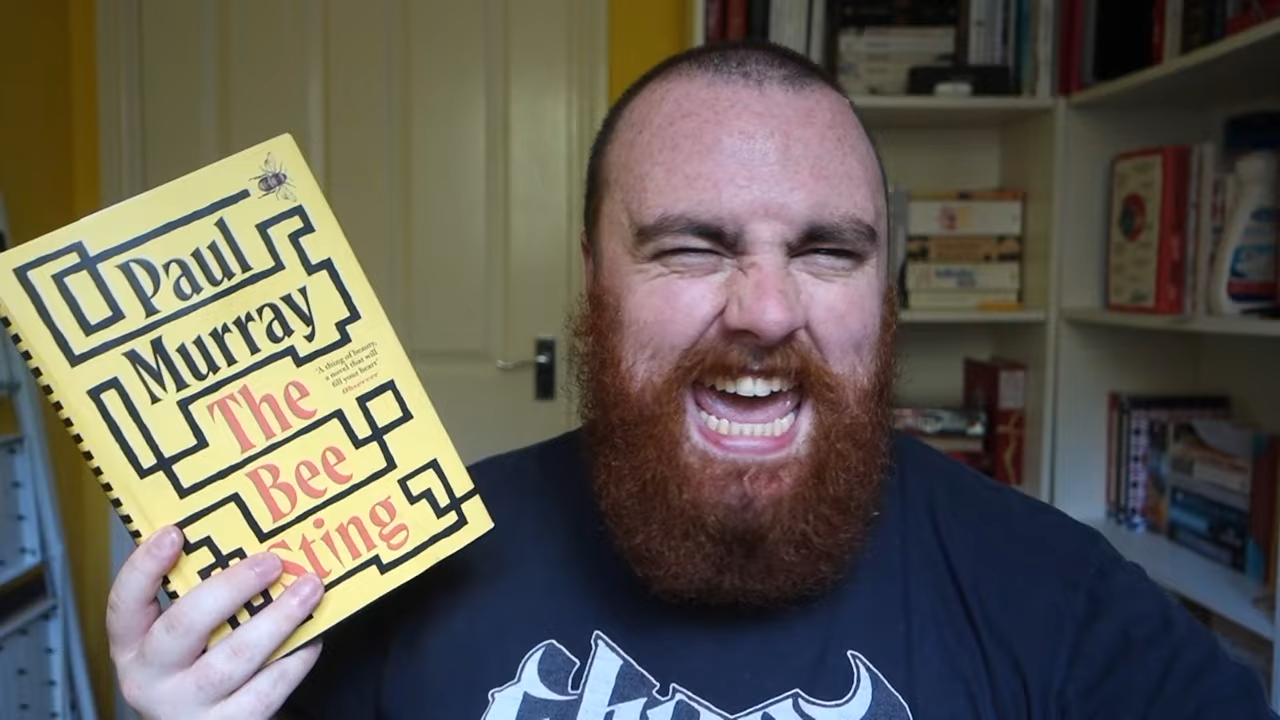 Paul
Murray
'A thing of beauty,
a novel that will
fill your heart'
Observer
The
Bee
Sting